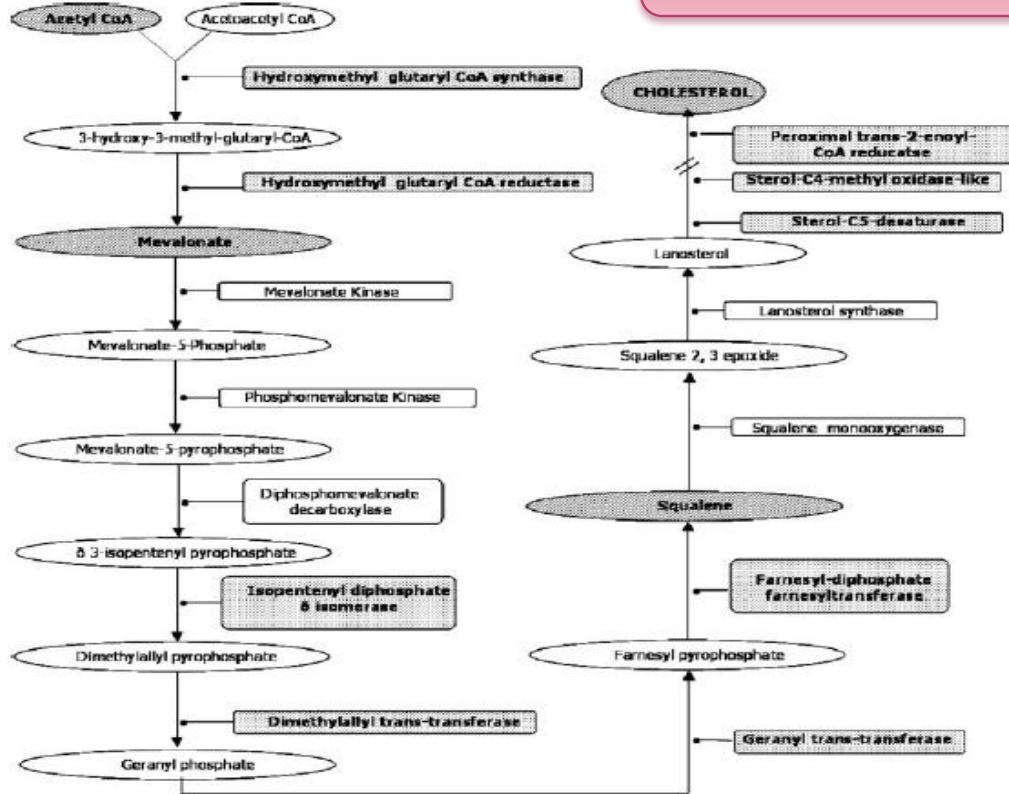 Acetyl CoA
Acetoacetyl CoA
Hydroxymethyl glutaryl CoA synthase
3-hydroxy-3-methyl-glutaryl-CoA
Hydroxymethyl glutaryl CoA reductase
Mevalonate
Mevalonate Kinase
Mevalonate-5-Phosphate
Phosphomevalonate Kinase
Mevalonate-5-pyrophosphate
Diphosphomevalonate
decarboxylase
δ 3-isopentenyl pyrophosphate
Isopentenyl diphosphate
δ isomerase
Dimethylallyl pyrophosphate
Dimethylallyl trans-transferase
Geranyl phosphate
CHOLESTEROL
Peroximal trans-2-enoyl-
CoA reducatse
Sterol-C4-methyl oxidase-like
Sterol-C5-desaturase
Lanosterol
Lanosterol synthase
Squalene 2, 3 epoxide
Squalene monooxygenase
Squalene
Farnesyl-diphosphate
farnesyltransferase
Farnesyl pyrophosphate
Geranyl trans-transferase